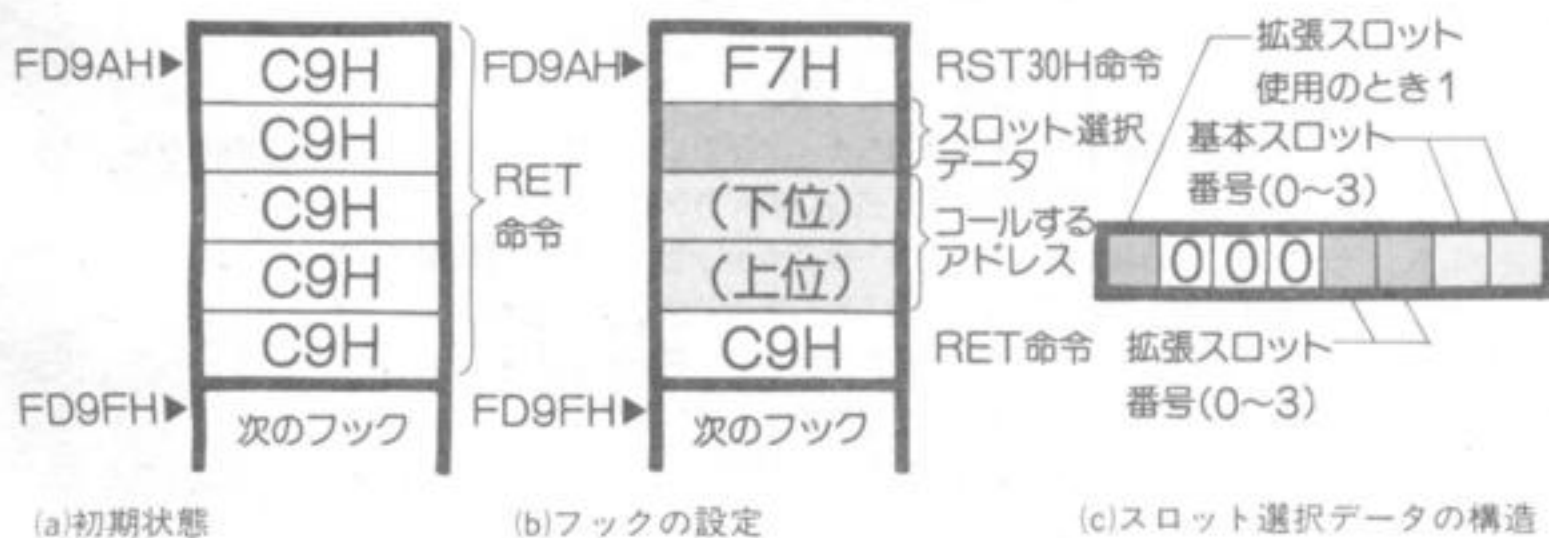 FD9AH▶
C9H
C9H
C9H
C9H
C9H
RET
命令
FD9FH▶
次のフック
(a)初期状態
FD9AH▶
F7H
RST30H命令
スロット選択
データ
(下位)
(上位)
コールする
アドレス
C9H
RET命令
FD9FH▶
次のフック
(b)フックの設定
拡張スロット
使用のとき1
基本スロット
番号(0~3)
0 0 0
拡張スロット
番号(0~3)
(c)スロット選択データの構造